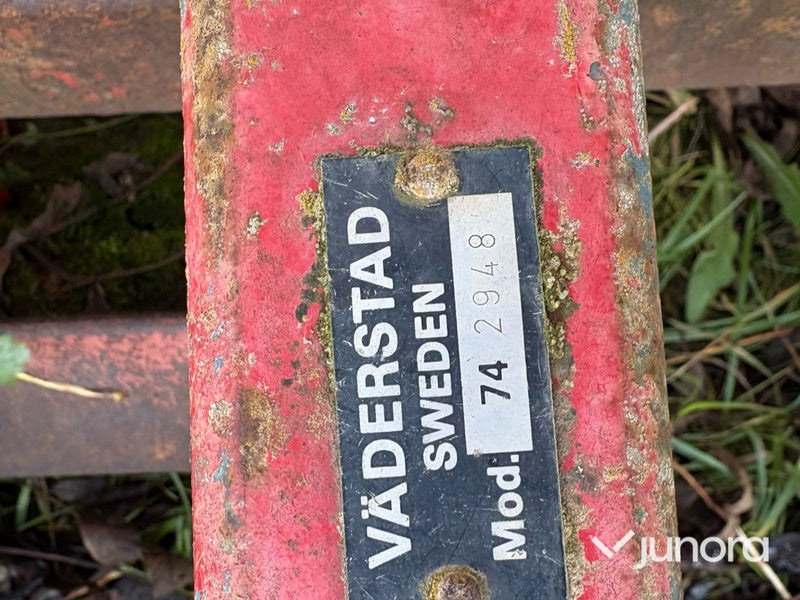 VÄDERSTAD
SWEDEN
Mod. 74 2948
junora